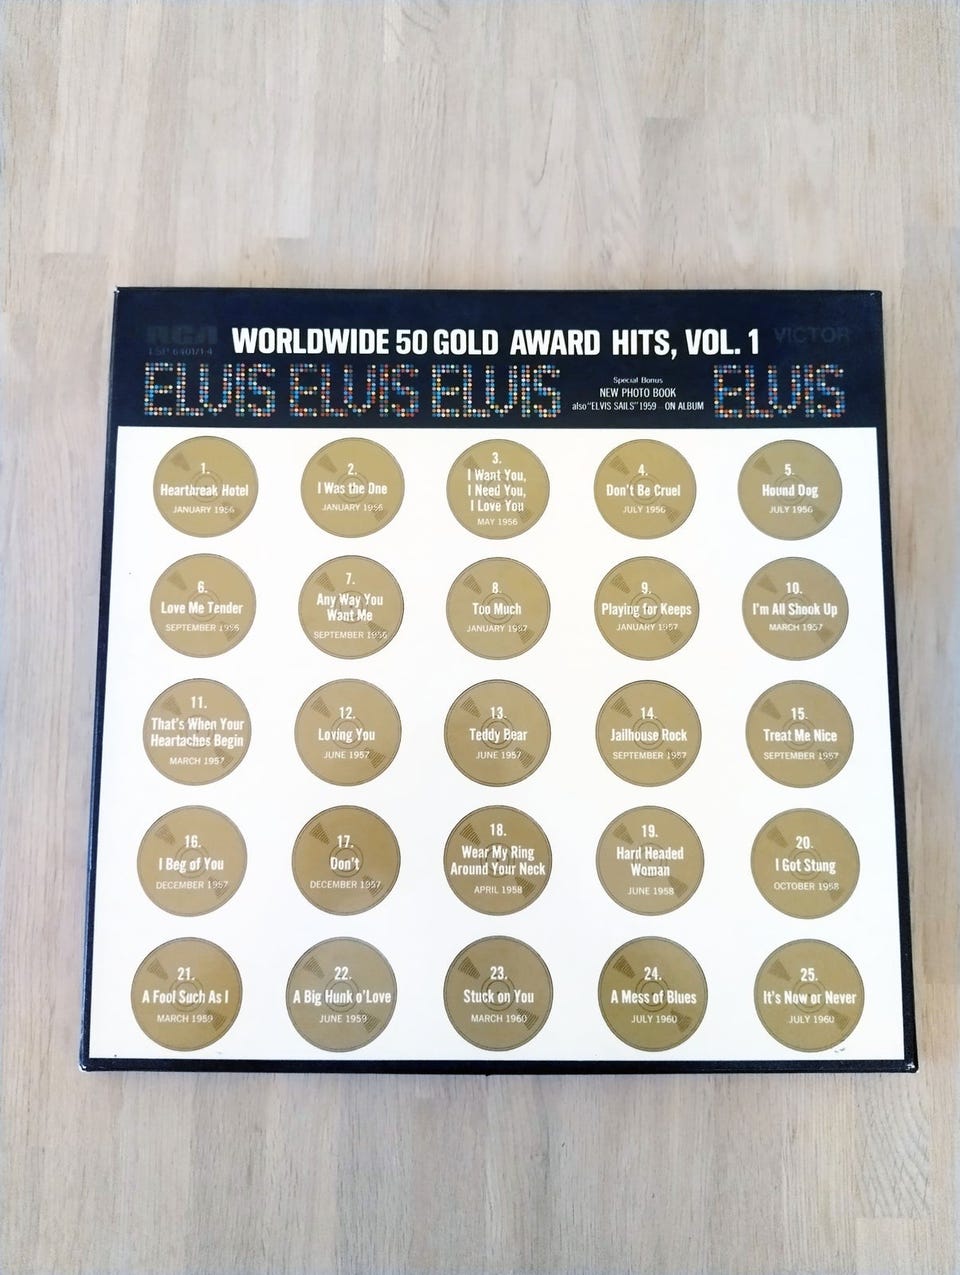 RCA WORLDWIDE 50 GOLD AWARD HITS, VOL. 1 VICTOR
LSP 6401/1-4
ELVIS ELVIS ELVIS ELVIS
Special Bonus
NEW PHOTO BOOK
also "ELVIS SAILS" 1959 ON ALBUM
1.
Heartbreak Hotel
JANUARY 1956
2.
I Was the One
JANUARY 1956
3.
I Want You,
I Need You,
I Love You
MAY 1956
4.
Don't Be Cruel
JULY 1956
5.
Hound Dog
JULY 1956
6.
Love Me Tender
SEPTEMBER 1956
7.
Any Way You
Want Me
SEPTEMBER 1956
8.
Too Much
JANUARY 1957
9.
Playing for Keeps
JANUARY 1957
10.
I'm All Shook Up
MARCH 1957
11.
That's When Your
Heartaches Begin
MARCH 1957
12.
Loving You
JUNE 1957
13.
Teddy Bear
JUNE 1957
14.
Jailhouse Rock
SEPTEMBER 1957
15.
Treat Me Nice
SEPTEMBER 1957
16.
I Beg of You
DECEMBER 1957
17.
Don't
DECEMBER 1957
18.
Wear My Ring
Around Your Neck
APRIL 1958
19.
Hard Headed
Woman
JUNE 1958
20.
I Got Stung
OCTOBER 1958
21.
A Fool Such As I
MARCH 1959
22.
A Big Hunk o' Love
JUNE 1959
23.
Stuck on You
MARCH 1960
24.
A Mess of Blues
JULY 1960
25.
It's Now or Never
JULY 1960